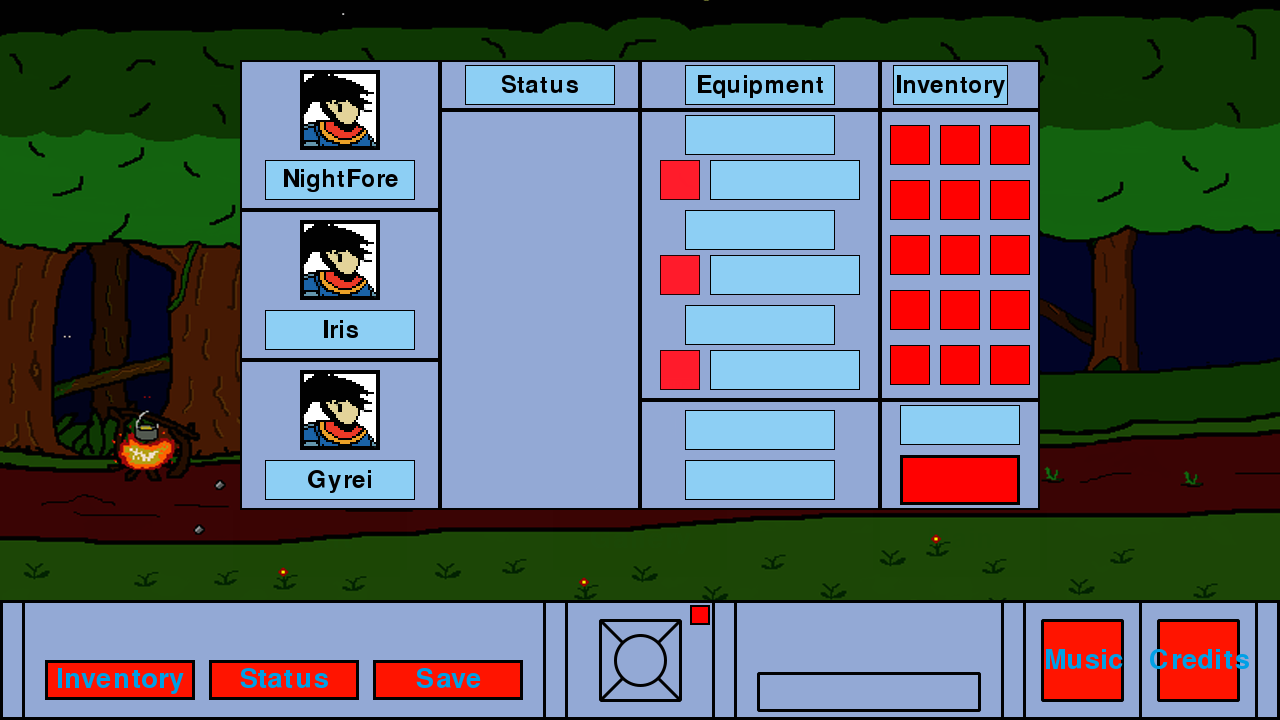 Status
Equipment
Inventory
NightFore
Iris
Gyrei
Inventory
Status
Save
Music
Credits